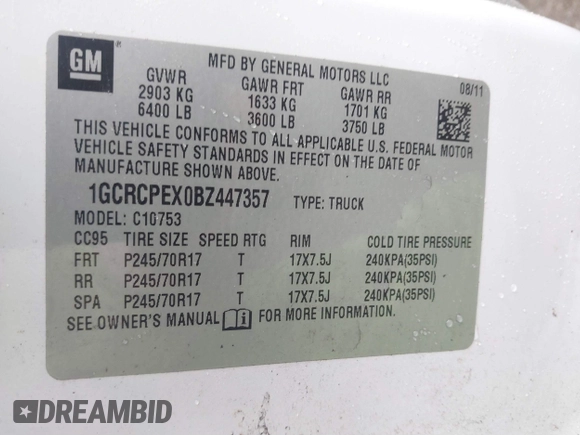 GM
MFD BY GENERAL MOTORS LLC
08/11
GVWR GAWR FRT GAWR RR
2903 KG 1633 KG 1701 KG
6400 LB 3600 LB 3750 LB
THIS VEHICLE CONFORMS TO ALL APPLICABLE U.S. FEDERAL MOTOR
VEHICLE SAFETY STANDARDS IN EFFECT ON THE DATE OF
MANUFACTURE SHOWN ABOVE.
1GCRCPEX0BZ447357 TYPE: TRUCK
MODEL: C10753
CC95 TIRE SIZE SPEED RTG RIM COLD TIRE PRESSURE
FRT P245/70R17 T 17X7.5J 240KPA(35PSI)
RR P245/70R17 T 17X7.5J 240KPA(35PSI)
SPA P245/70R17 T 17X7.5J 240KPA(35PSI)
SEE OWNER'S MANUAL FOR MORE INFORMATION.
DREAMBID